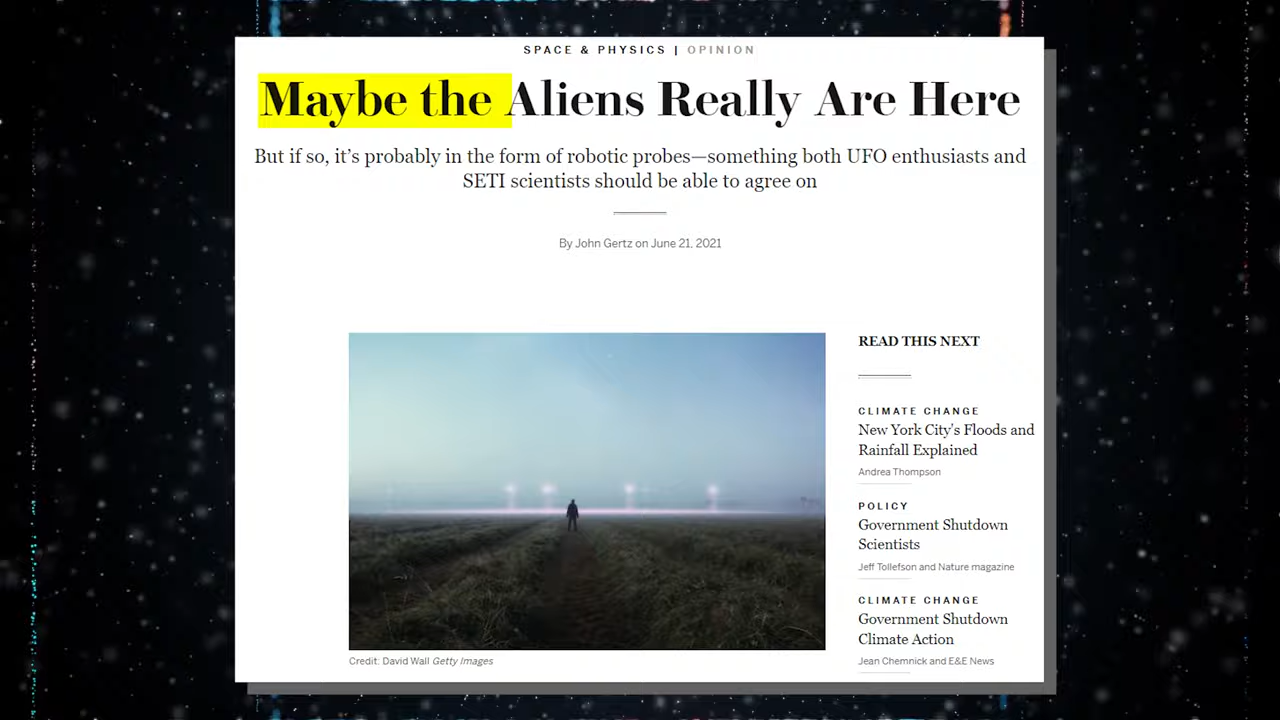 SPACE & PHYSICS | OPINION
Maybe the Aliens Really Are Here
But if so, it's probably in the form of robotic probes—something both UFO enthusiasts and
SETI scientists should be able to agree on
By John Gertz on June 21, 2021
READ THIS NEXT
CLIMATE CHANGE
New York City's Floods and
Rainfall Explained
Andrea Thompson
POLICY
Government Shutdown
Scientists
Jeff Tollefson and Nature magazine
CLIMATE CHANGE
Government Shutdown
Climate Action
Jean Chemnick and E&E News
Credit: David Wall Getty Images